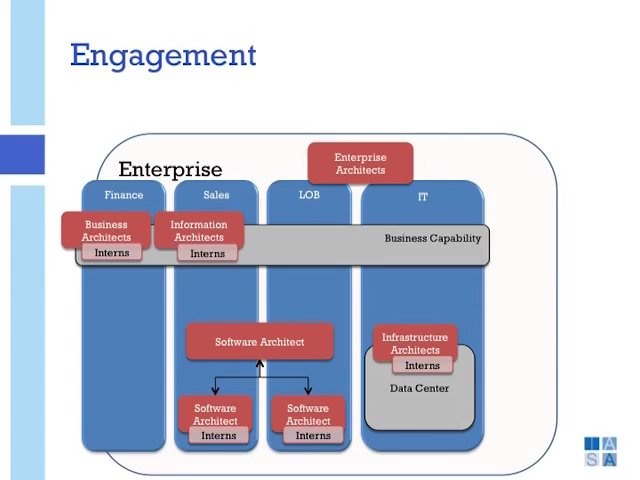 Engagement
Enterprise
Enterprise
Architects
Finance
Sales
LOB
IT
Business
Architects
Interns
Information
Architects
Interns
Business Capability
Software Architect
Infrastructure
Architects
Interns
Data Center
Software
Architect
Interns
Software
Architect
Interns
I A
S A